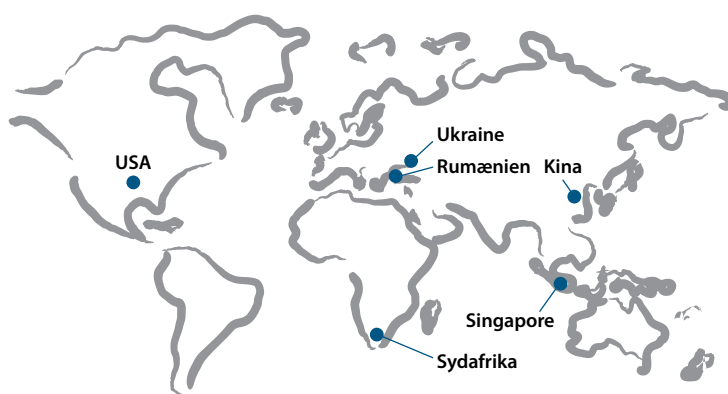 Ukraine
USA
Rumænien
Kina
Singapore
Sydafrika